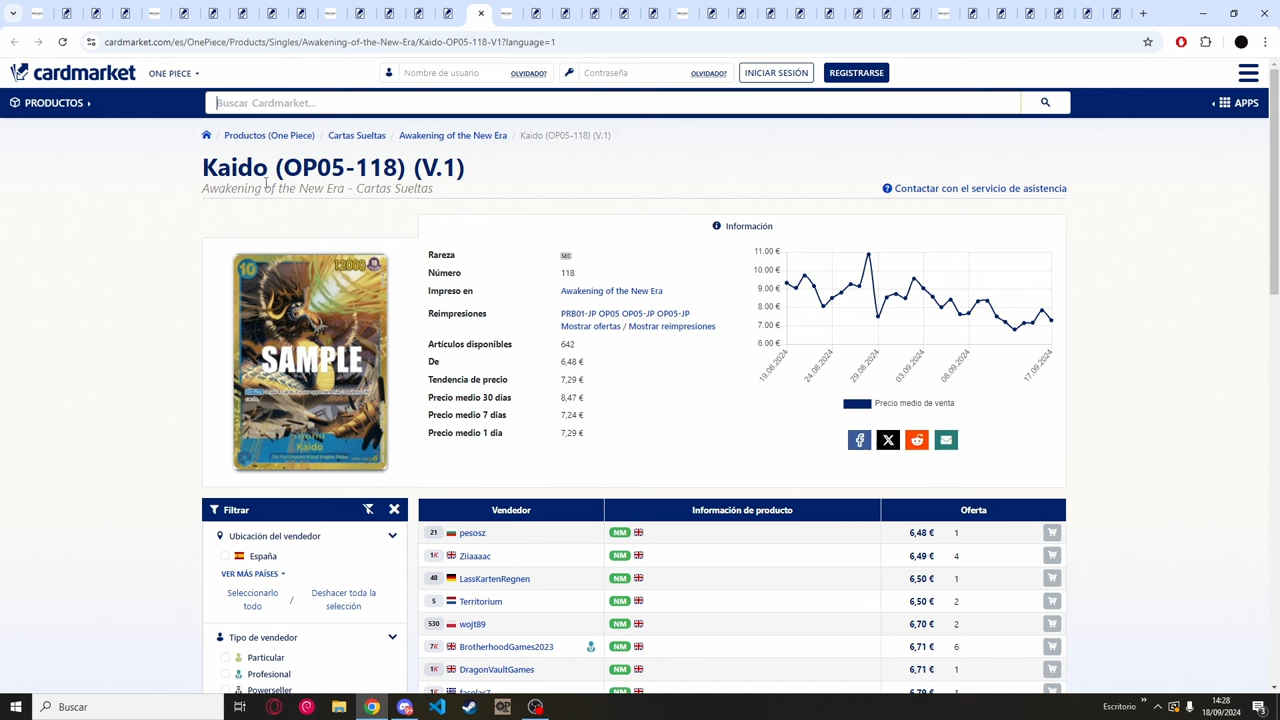 cardmarket.com/es/OnePiece/Products/Singles/Awakening-of-the-New-Era/Kaido-OP05-118-V1?language=1
cardmarket
ONE PIECE
Nombre de usuario
OLVIDADO?
Contraseña
OLVIDADO?
INICIAR SESIÓN
REGISTRARSE
PRODUCTOS
Buscar Cardmarket...
APPS
Productos (One Piece) / Cartas Sueltas / Awakening of the New Era / Kaido (OP05-118) (V.1)
Kaido (OP05-118) (V.1)
Awakening of the New Era - Cartas Sueltas
Contactar con el servicio de asistencia
Información
10
12000
SAMPLE
Kaido
Rareza SEC
Número 118
Impreso en Awakening of the New Era
Reimpresiones PRB01-JP OP05 OP05-JP OP05-JP
Mostrar ofertas / Mostrar reimpresiones
Artículos disponibles 642
De 6,48 €
Tendencia de precio 7,29 €
Precio medio 30 días 8,47 €
Precio medio 7 días 7,24 €
Precio medio 1 día 7,29 €
11.00 €
10.00 €
9.00 €
8.00 €
7.00 €
6.00 €
19.08.2024
24.08.2024
29.08.2024
03.09.2024
08.09.2024
17.09.2024
Precio medio de venta
Filtrar
Ubicación del vendedor
España
VER MÁS PAÍSES
Seleccionarlo todo / Deshacer toda la selección
Tipo de vendedor
Particular
Profesional
Powerseller
Vendedor Información de producto Oferta
21 pesosz NM 6,48 € 1
1K Ziiaaaac NM 6,49 € 4
48 LassKartenRegnen NM 6,50 € 1
5 Territorium NM 6,50 € 2
530 wojt89 NM 6,70 € 2
7K BrotherhoodGames2023 NM 6,71 € 6
1K DragonVaultGames NM 6,71 € 1
1K fasolas7 NM 6,79 € 1
Buscar
Escritorio
14:28
18/09/2024
3